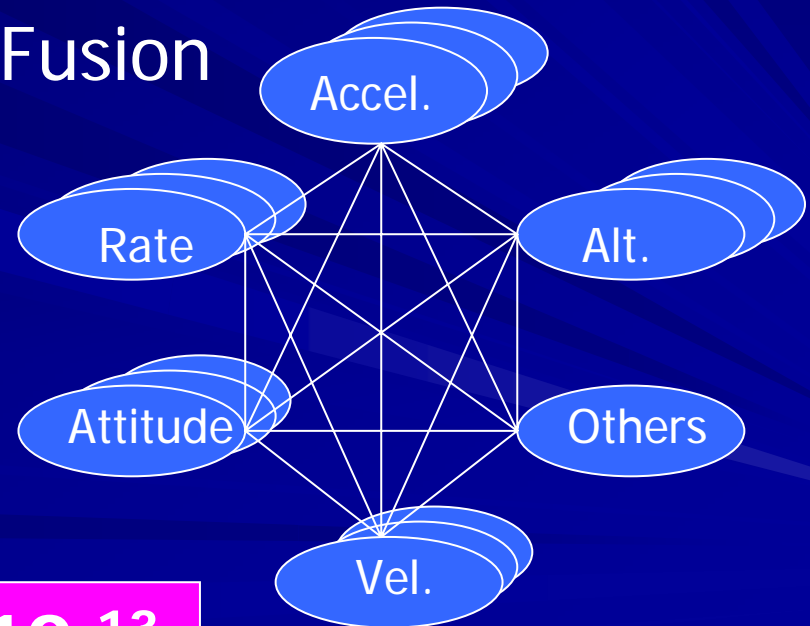 Fusion
Accel.
Rate
Alt.
Attitude
Others
Vel.